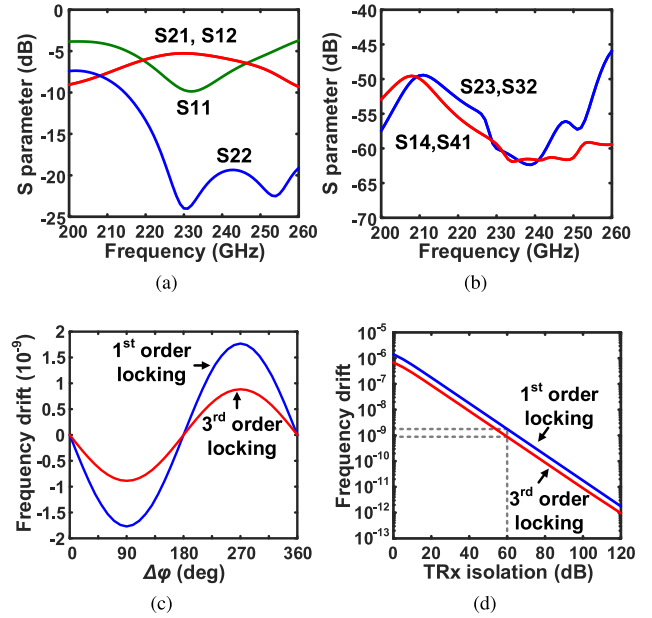 0
-5
-10
-15
-20
-25
S parameter (dB)
S21, S12
S11
S22
200 210 220 230 240 250 260
Frequency (GHz)
(a)
-40
-45
-50
-55
-60
-65
-70
S parameter (dB)
S23,S32
S14,S41
200 210 220 230 240 250 260
Frequency (GHz)
(b)
2
1.5
1
0.5
0
-0.5
-1
-1.5
-2
Frequency drift (10⁻⁹)
1ˢᵗ order
locking
3ʳᵈ order
locking
0 90 180 270 360
Δφ (deg)
(c)
10⁻⁵
10⁻⁶
10⁻⁷
10⁻⁸
10⁻⁹
10⁻¹⁰
10⁻¹¹
10⁻¹²
10⁻¹³
Frequency drift
1ˢᵗ order
locking
3ʳᵈ order
locking
0 20 40 60 80 100 120
TRx isolation (dB)
(d)